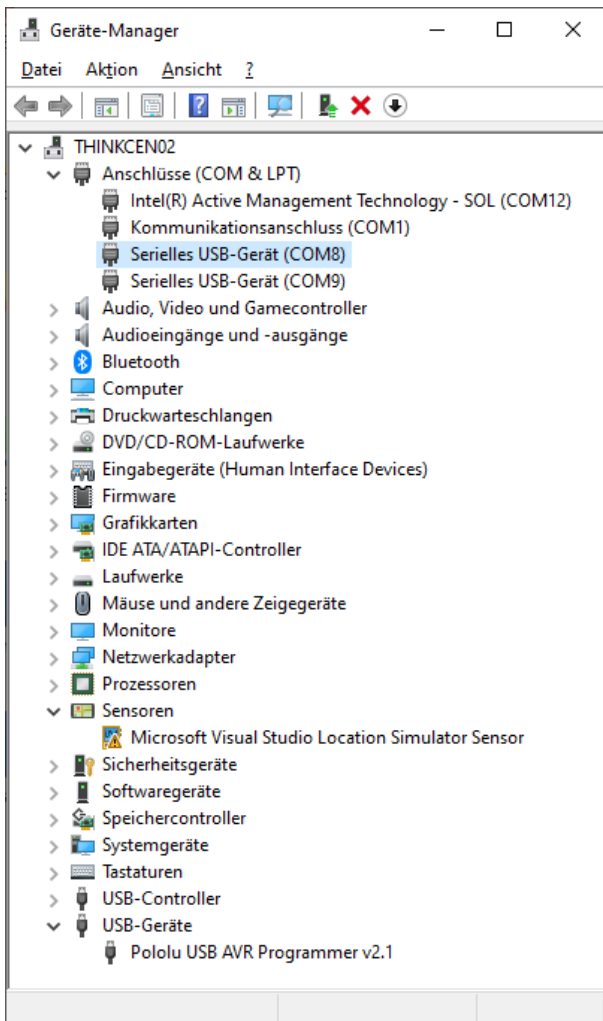 Geräte-Manager
Datei Aktion Ansicht ?
THINKCEN02
Anschlüsse (COM & LPT)
Intel(R) Active Management Technology - SOL (COM12)
Kommunikationsanschluss (COM1)
Serielles USB-Gerät (COM8)
Serielles USB-Gerät (COM9)
Audio, Video und Gamecontroller
Audioeingänge und -ausgänge
Bluetooth
Computer
Druckwarteschlangen
DVD/CD-ROM-Laufwerke
Eingabegeräte (Human Interface Devices)
Firmware
Grafikkarten
IDE ATA/ATAPI-Controller
Laufwerke
Mäuse und andere Zeigegeräte
Monitore
Netzwerkadapter
Prozessoren
Sensoren
Microsoft Visual Studio Location Simulator Sensor
Sicherheitsgeräte
Softwaregeräte
Speichercontroller
Systemgeräte
Tastaturen
USB-Controller
USB-Geräte
Pololu USB AVR Programmer v2.1